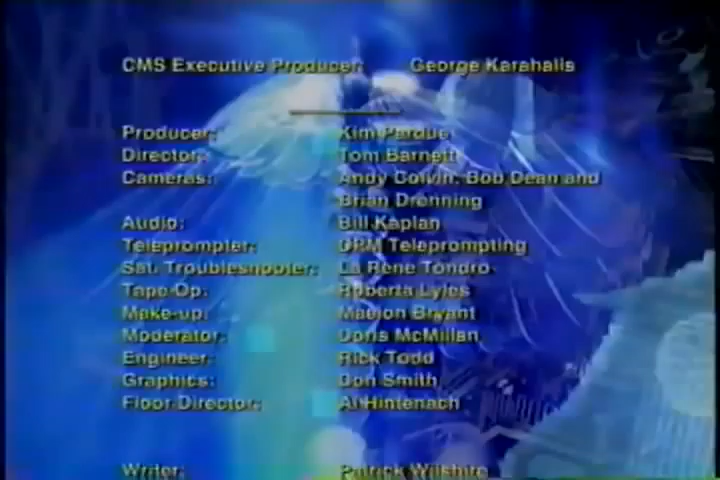 CMS Executive Producer: George Karahalis
Producer: Kim Pardue
Director: Tom Barnett
Cameras: Andy Colvin, Bob Dean and
Brian Drenning
Audio: Bill Kaplan
Teleprompter: Teleprompting
Sat. Troubleshooter: La Rene Tondro
Tape Op: Roberta Lyles
Make-up: Bryant
Moderator: Doris McMillan
Engineer: Rick Todd
Graphics: Don Smith
Floor Director: Al Hintenach
Writer: Patrick Wilshire